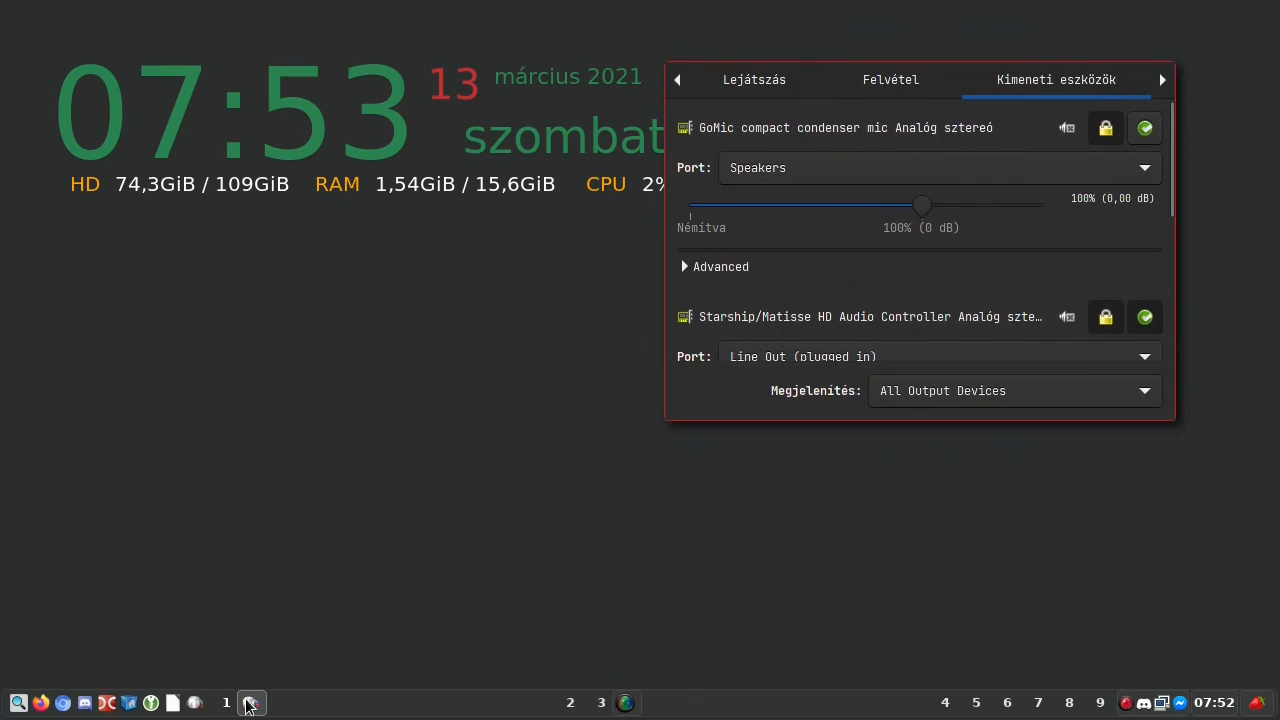 07:53 13 március 2021
szombat
HD 74,3GiB / 109GiB RAM 1,54GiB / 15,6GiB CPU 2%
Lejátszás Felvétel Kimeneti eszközök
GoMic compact condenser mic Analóg sztereó
Port: Speakers
100% (0,00 dB)
Némítva 100% (0 dB)
Advanced
Starship/Matisse HD Audio Controller Analóg szte…
Port: Line Out (plugged in)
Megjelenítés: All Output Devices
1 2 3 4 5 6 7 8 9 07:52